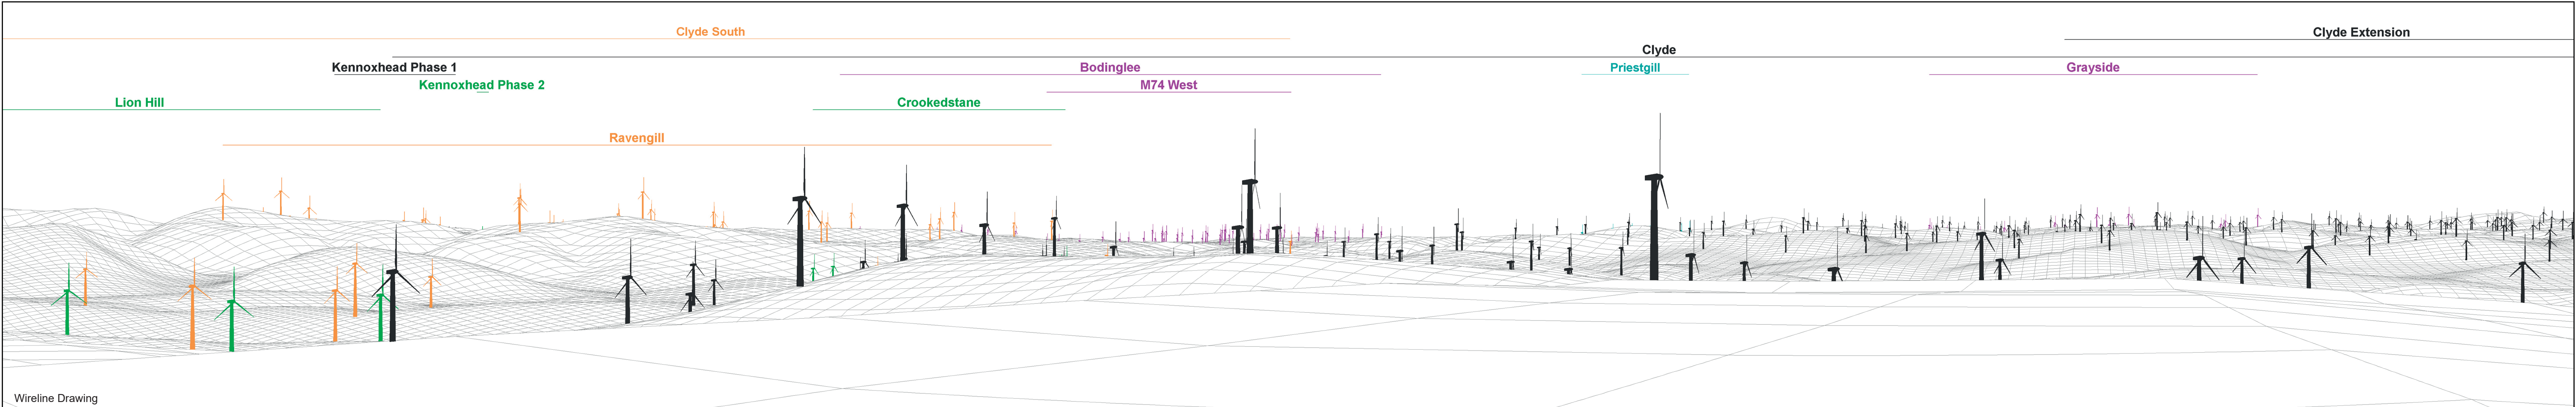 Clyde South
Clyde Extension
Clyde
Kennoxhead Phase 1
Bodinglee
Priestgill
Grayside
Kennoxhead Phase 2
M74 West
Lion Hill
Crookedstane
Ravengill
Wireline Drawing